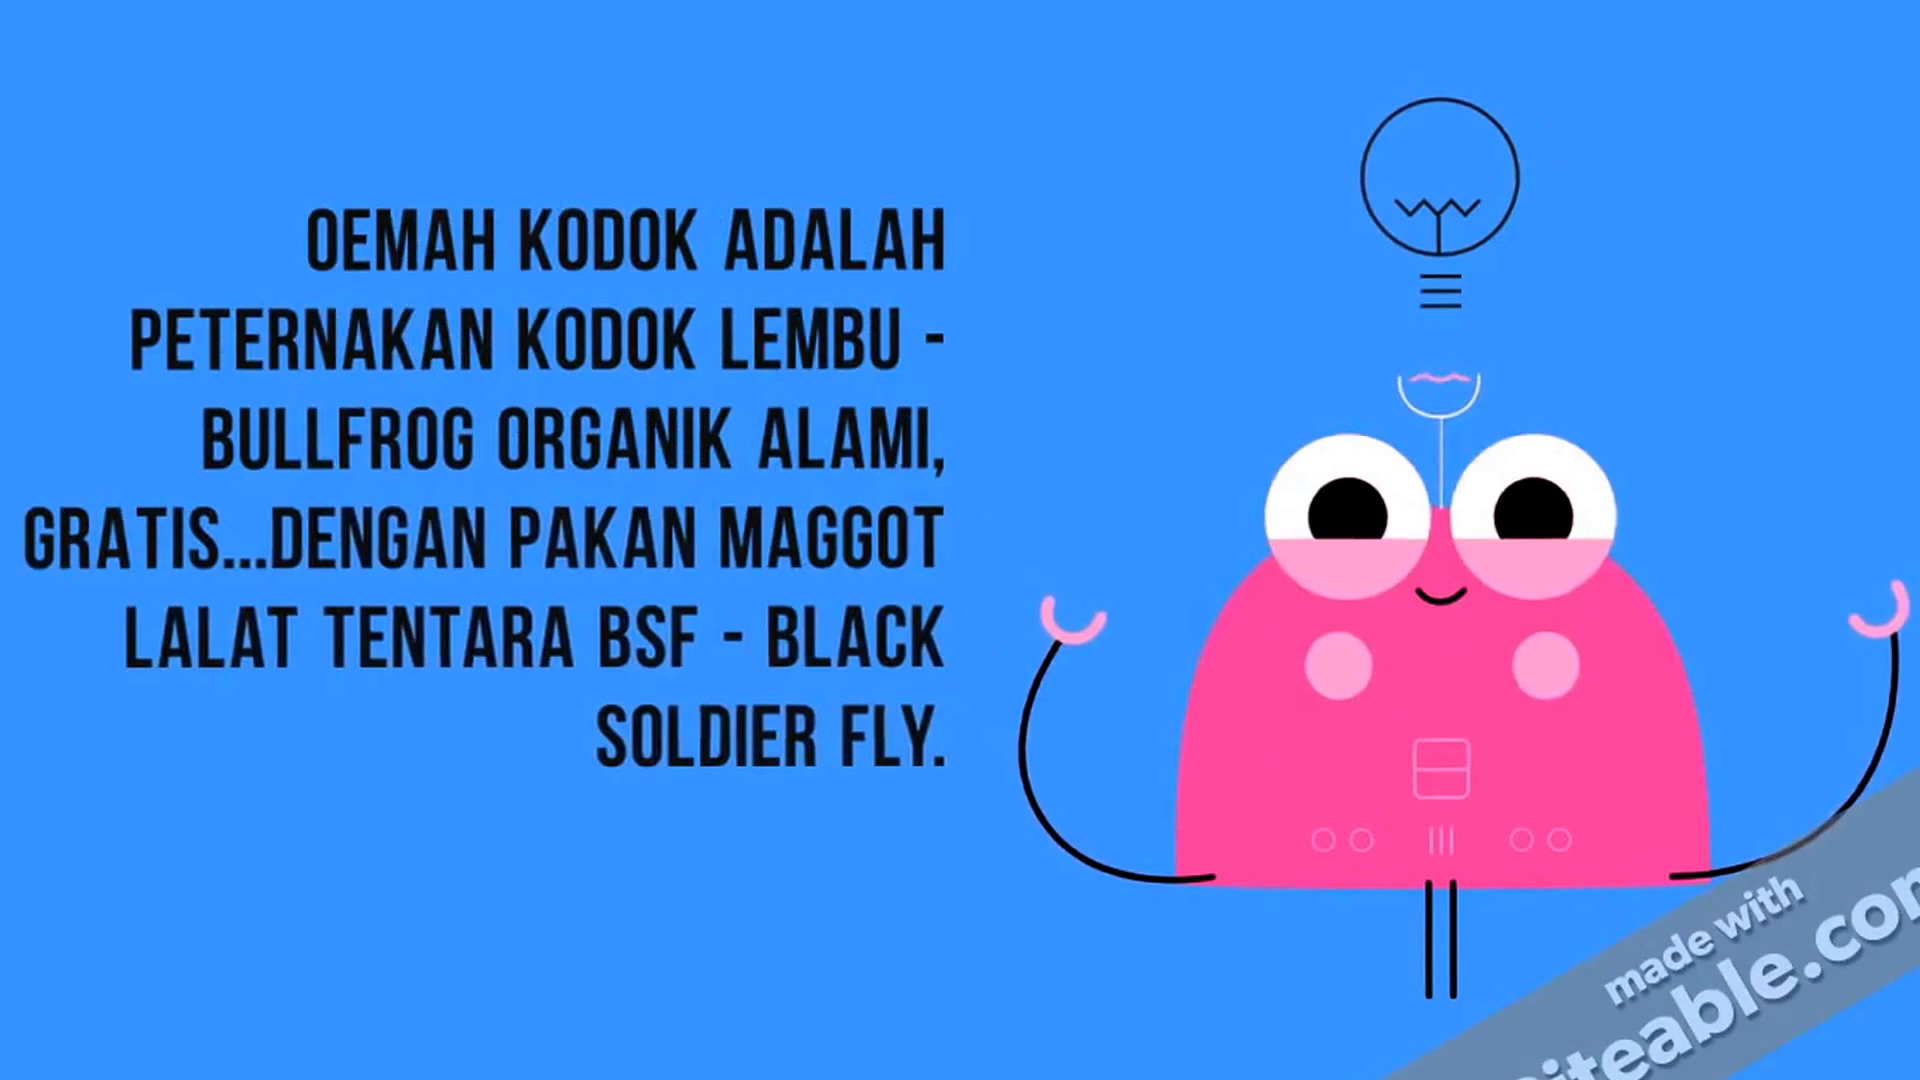 OEMAH KODOK ADALAH
PETERNAKAN KODOK LEMBU -
BULLFROG ORGANIK ALAMI,
GRATIS...DENGAN PAKAN MAGGOT
LALAT TENTARA BSF - BLACK
SOLDIER FLY.
made with